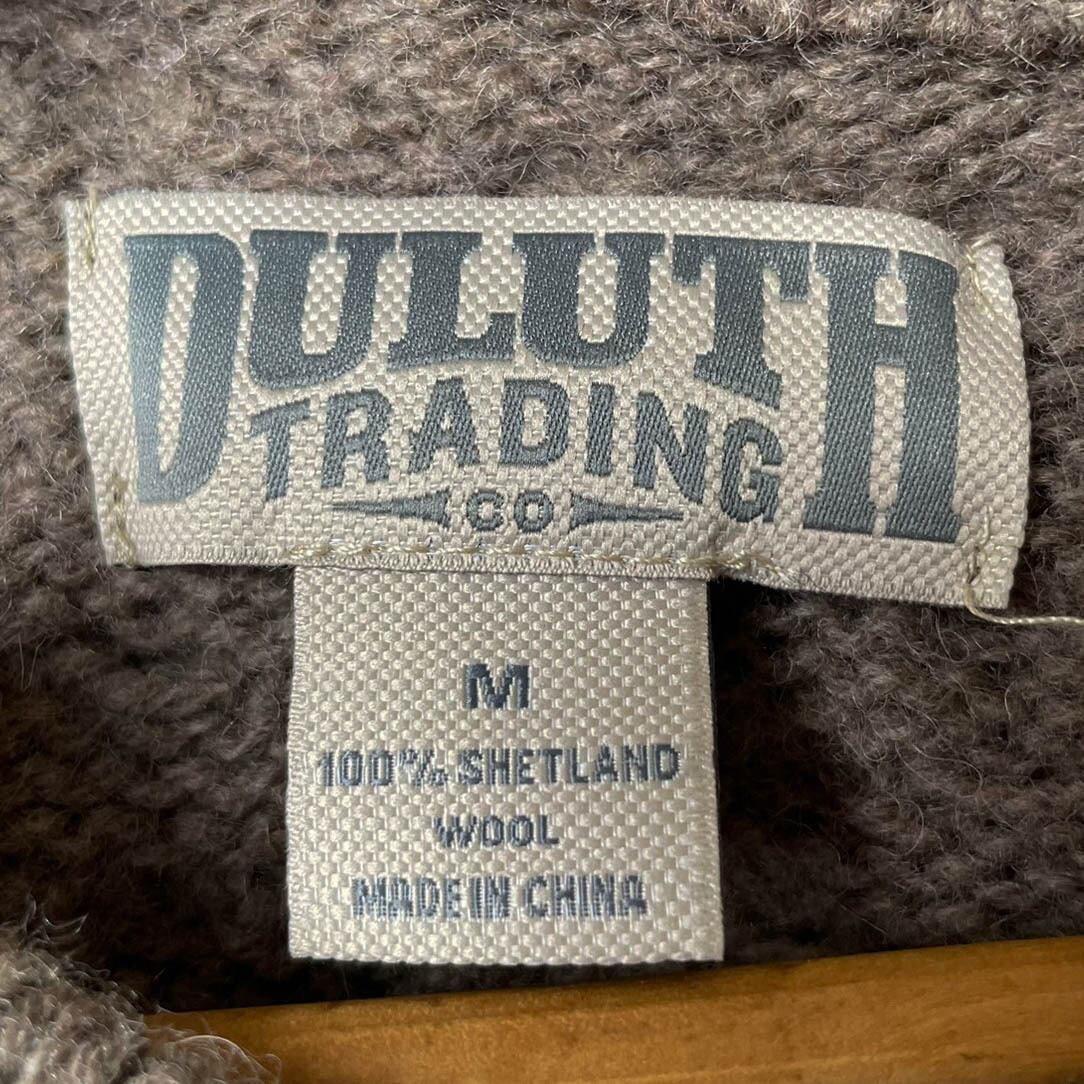 DULUTH
TRADING
CO
M
100% SHETLAND
WOOL
MADE IN CHINA